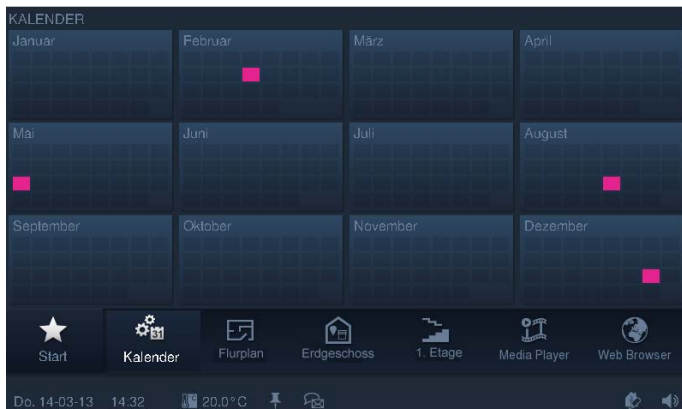 KALENDER
Januar Februar März April
Mai Juni Juli August
September Oktober November Dezember
31
Start Kalender Flurplan Erdgeschoss 1. Etage Media Player Web Browser
Do. 14-03-13 14:32 20.0°C